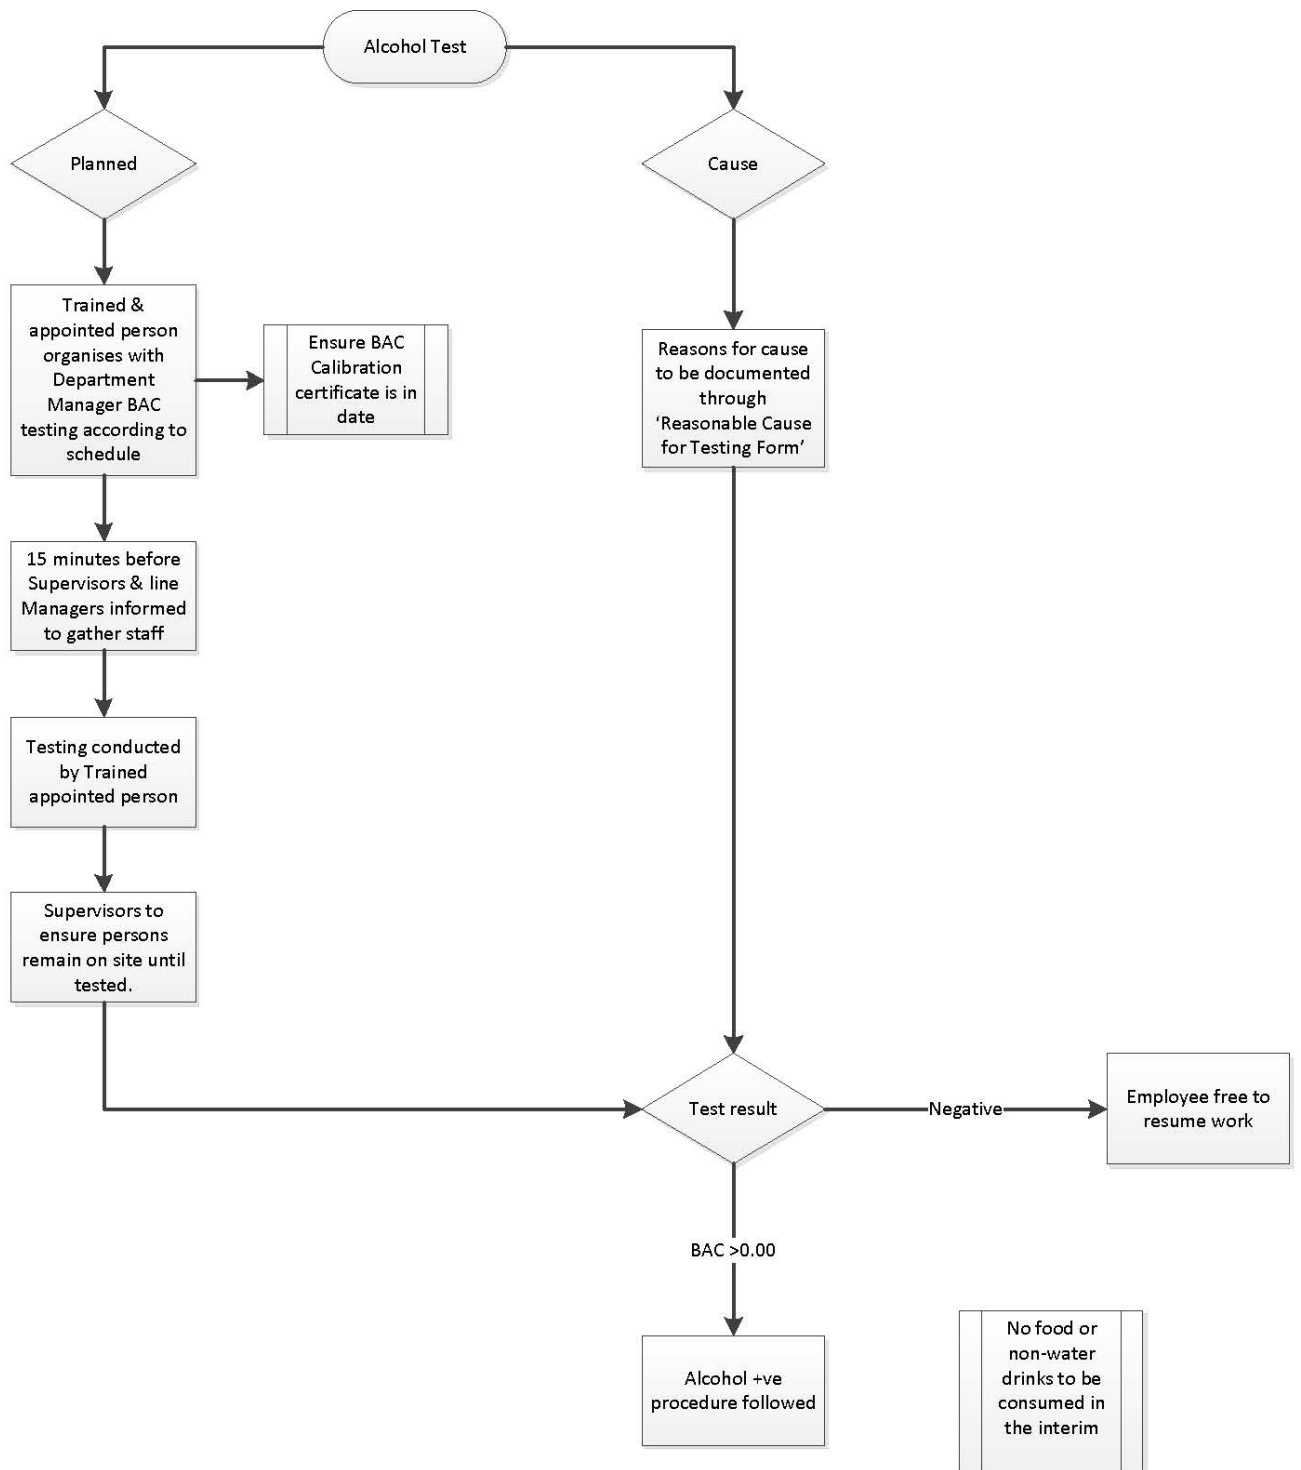 Alcohol Test
Planned
Cause
Trained &
appointed person
organises with
Department
Manager BAC
testing according to
schedule
Ensure BAC
Calibration
certificate is in
date
Reasons for cause
to be documented
through
‘Reasonable Cause
for Testing Form’
15 minutes before
Supervisors & line
Managers informed
to gather staff
Testing conducted
by Trained
appointed person
Supervisors to
ensure persons
remain on site until
tested.
Test result
Negative
Employee free to
resume work
BAC >0.00
Alcohol +ve
procedure followed
No food or
non-water
drinks to be
consumed in
the interim